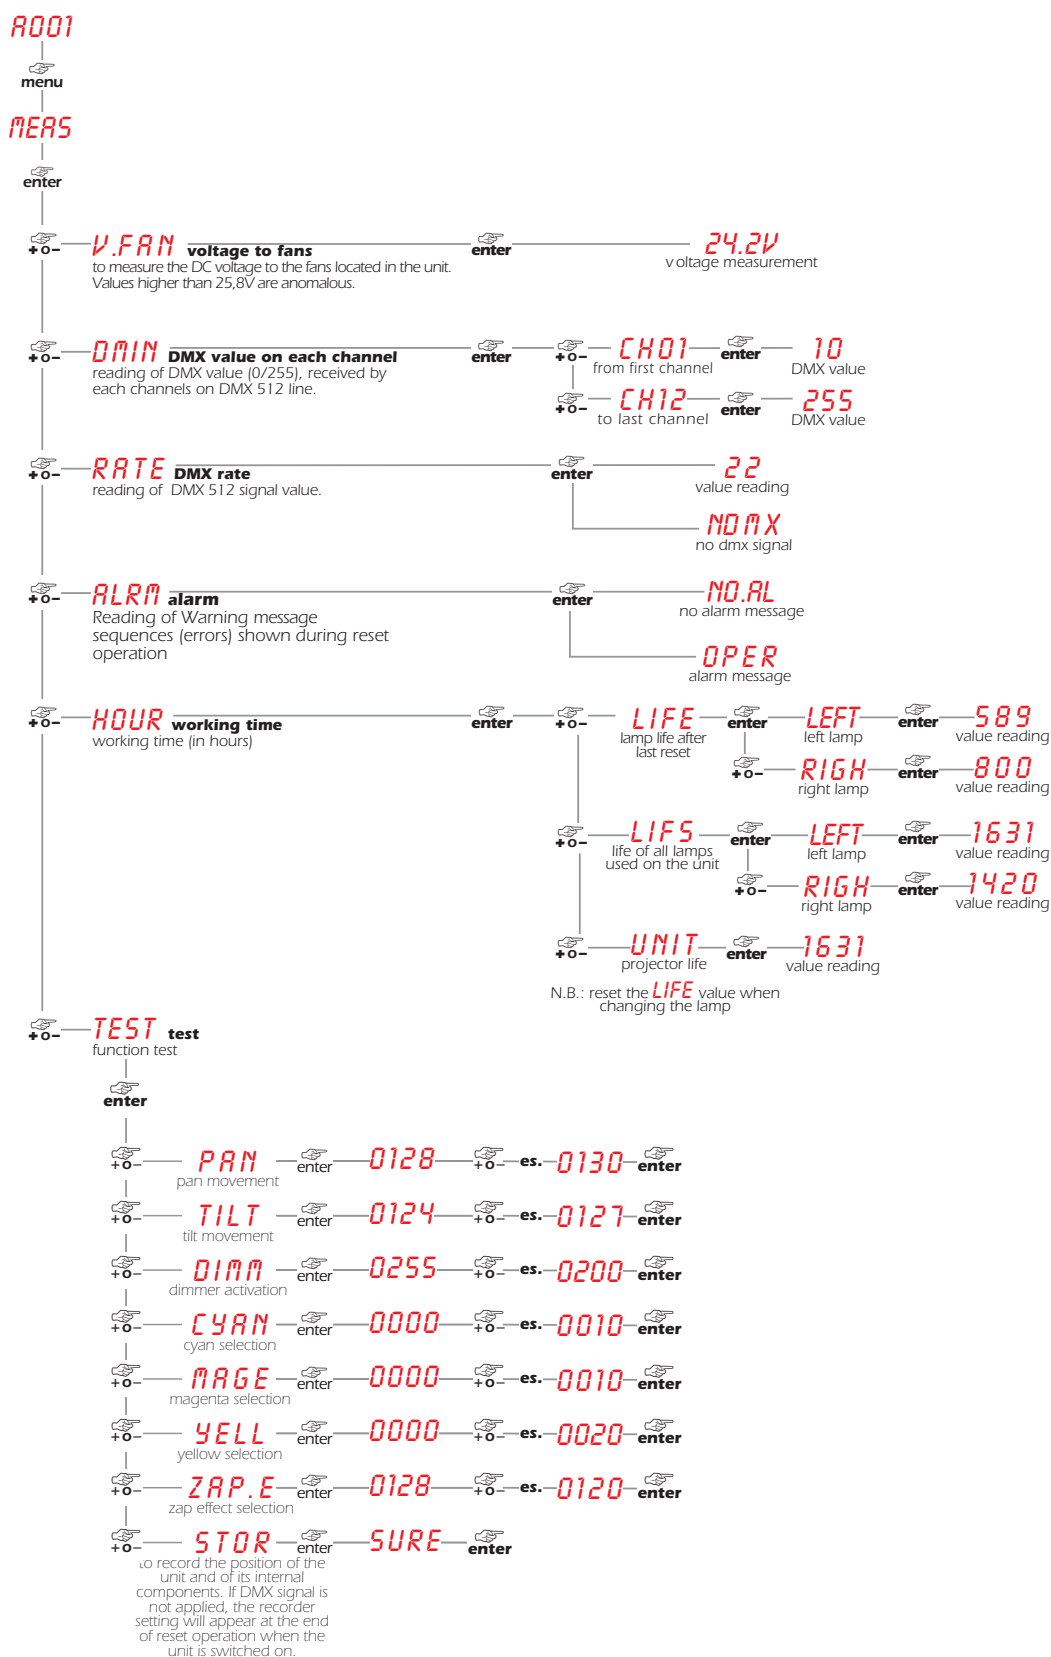 A001
menu
MEAS
enter
+ o – V.FAN voltage to fans enter 24.2V
to measure the DC voltage to the fans located in the unit.
Values higher than 25,8V are anomalous.
voltage measurement
+ o – DMIN DMX value on each channel enter + o – CH01 enter 10
reading of DMX value (0/255), received by
each channels on DMX 512 line.
from first channel DMX value
+ o – CH12 enter 255
to last channel DMX value
+ o – RATE DMX rate enter 22
reading of DMX 512 signal value.
value reading
NDMX
no dmx signal
+ o – ALRM alarm enter NO.AL
Reading of Warning message
sequences (errors) shown during reset
operation
no alarm message
OPER
alarm message
+ o – HOUR working time enter + o – LIFE enter LEFT enter 589
working time (in hours)
lamp life after
last reset
left lamp value reading
+ o – RIGH enter 800
right lamp value reading
+ o – LIFS enter LEFT enter 1631
life of all lamps
used on the unit
left lamp value reading
+ o – RIGH enter 1420
right lamp value reading
+ o – UNIT enter 1631
projector life value reading
N.B.: reset the LIFE value when
changing the lamp
+ o – TEST test
function test
enter
+ o – PAN enter 0128 + o – es. 0130 enter
pan movement
+ o – TILT enter 0124 + o – es. 0127 enter
tilt movement
+ o – DIMM enter 0255 + o – es. 0200 enter
dimmer activation
+ o – CYAN enter 0000 + o – es. 0010 enter
cyan selection
+ o – MAGE enter 0000 + o – es. 0010 enter
magenta selection
+ o – YELL enter 0000 + o – es. 0020 enter
yellow selection
+ o – ZAP.E enter 0128 + o – es. 0120 enter
zap effect selection
+ o – STOR enter SURE enter
to record the position of the
unit and of its internal
components. If DMX signal is
not applied, the recorder
setting will appear at the end
of reset operation when the
unit is switched on.